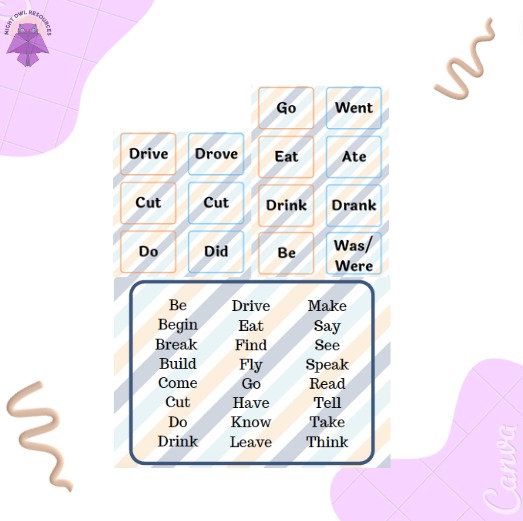 NIGHT OWL RESOURCES
Go Went
Drive Drove Eat Ate
Cut Cut Drink Drank
Do Did Be Was/
Were
Be Drive Make
Begin Eat Say
Break Find See
Build Fly Speak
Come Go Read
Cut Have Tell
Do Know Take
Drink Leave Think
Canva